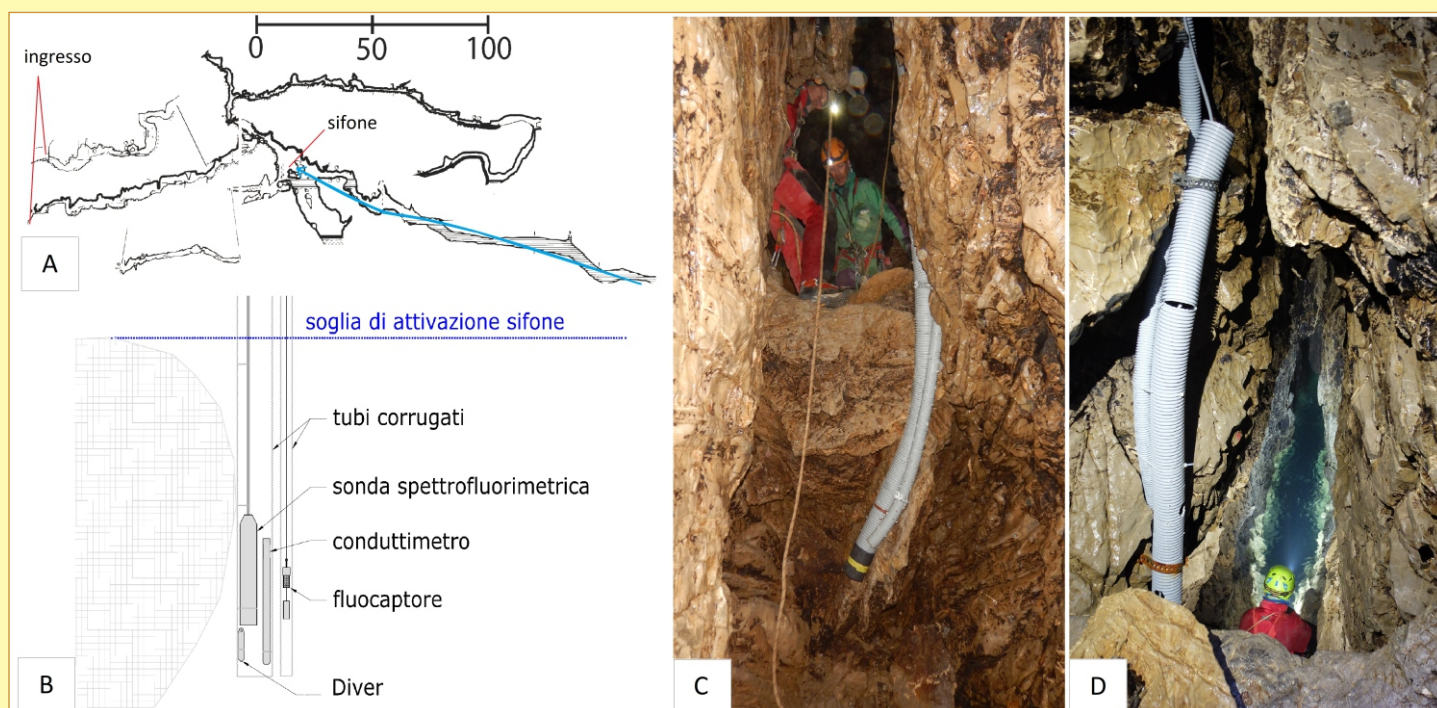 0 50 100
ingresso
sifone
A
soglia di attivazione sifone
tubi corrugati
sonda spettrofluorimetrica
conduttimetro
fluocaptore
Diver
B
C
D